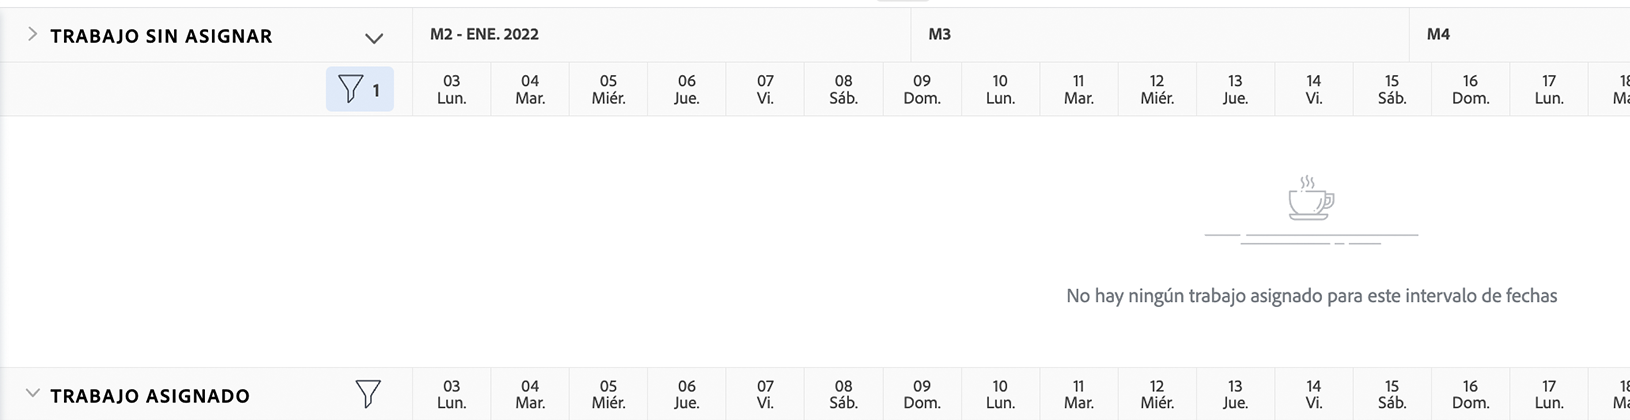 TRABAJO SIN ASIGNAR
M2 - ENE. 2022 M3 M4
1
03 04 05 06 07 08 09 10 11 12 13 14 15 16 17
Lun. Mar. Miér. Jue. Vi. Sáb. Dom. Lun. Mar. Miér. Jue. Vi. Sáb. Dom. Lun.
No hay ningún trabajo asignado para este intervalo de fechas
TRABAJO ASIGNADO
03 04 05 06 07 08 09 10 11 12 13 14 15 16 17
Lun. Mar. Miér. Jue. Vi. Sáb. Dom. Lun. Mar. Miér. Jue. Vi. Sáb. Dom. Lun.